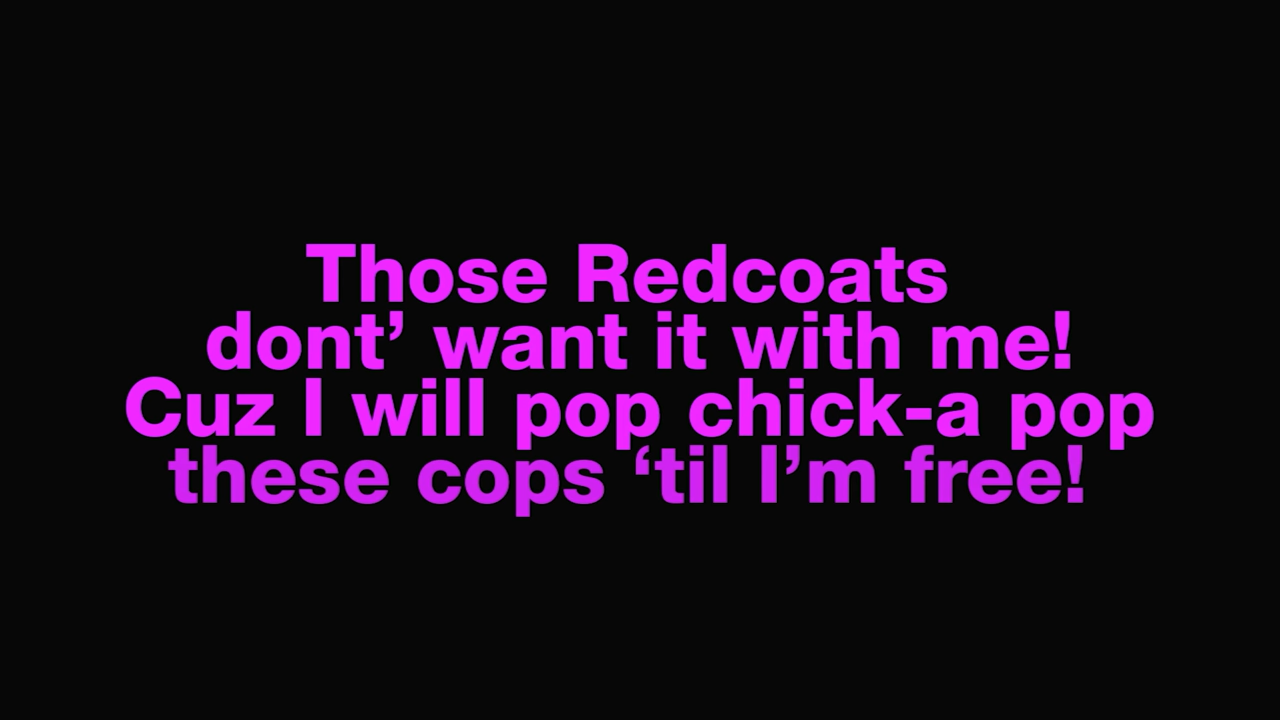 Those Redcoats
dont’ want it with me!
Cuz I will pop chick-a pop
these cops ‘til I’m free!